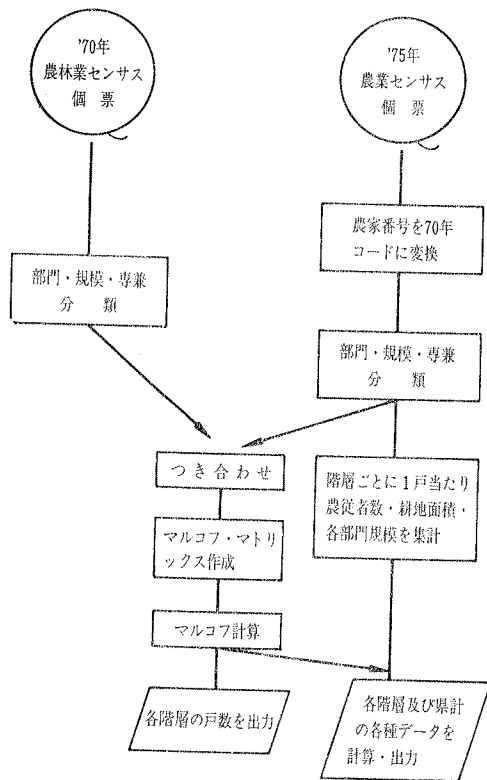 '70年
農林業センサス
個 票
'75年
農業センサス
個 票
農家番号を70年
コードに変換
部門・規模・専兼
分 類
部門・規模・専兼
分 類
つき合わせ
階層ごとに1戸当たり
農従者数・耕地面積・
各部門規模を集計
マルコフ・マトリ
ックス作成
マルコフ計算
各階層の戸数を出力
各階層及び県計
の各種データを
計算・出力